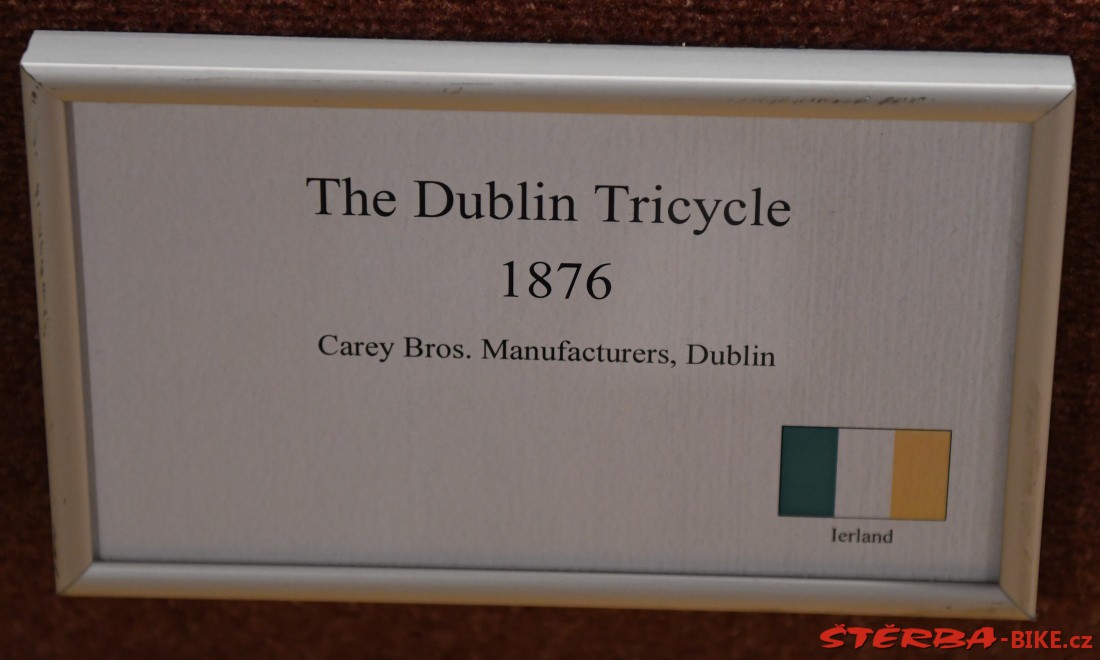 The Dublin Tricycle
1876
Carey Bros. Manufacturers, Dublin
Ierland
ŠTĚRBA-BIKE.cz